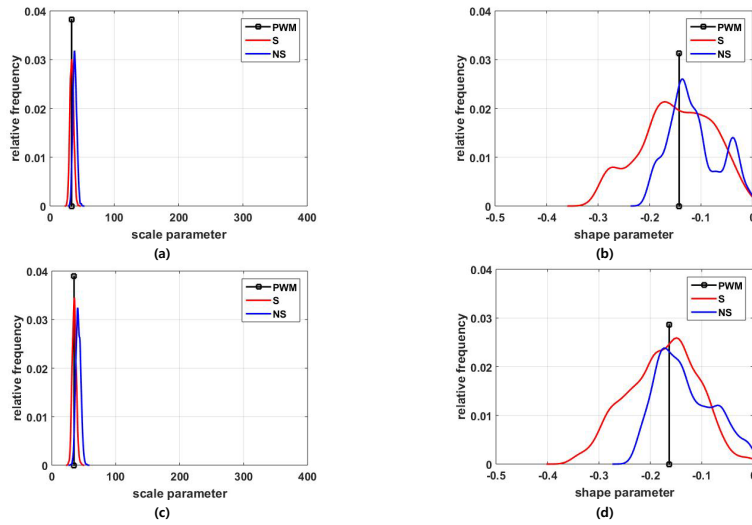 0.04
0.03
0.02
0.01
0
relative frequency
PWM
S
NS
0 100 200 300 400
scale parameter
(a)
0.04
0.03
0.02
0.01
0
relative frequency
PWM
S
NS
-0.5 -0.4 -0.3 -0.2 -0.1 0
shape parameter
(b)
0.04
0.03
0.02
0.01
0
relative frequency
PWM
S
NS
0 100 200 300 400
scale parameter
(c)
0.04
0.03
0.02
0.01
0
relative frequency
PWM
S
NS
-0.5 -0.4 -0.3 -0.2 -0.1 0
shape parameter
(d)